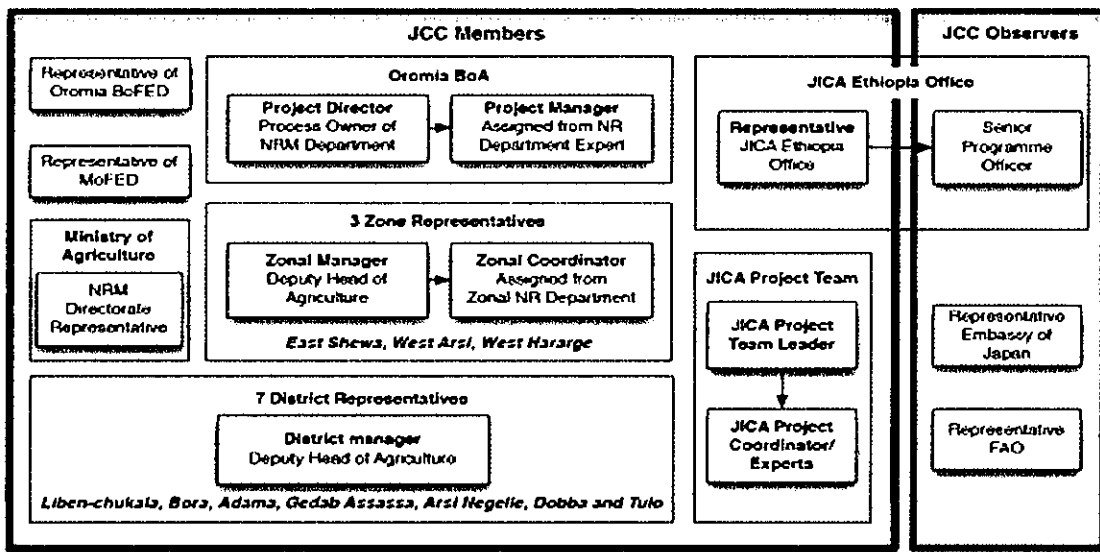 JCC Members
Representative of
Oromia BoFED
Representative of
MoFED
Ministry of
Agriculture
NRM
Directorate
Representative
Oromia BoA
Project Director
Process Owner of
NRM Department
Project Manager
Assigned from NR
Department Expert
3 Zone Representatives
Zonal Manager
Deputy Head of
Agriculture
Zonal Coordinator
Assigned from
Zonal NR Department
East Shewa, West Arsi, West Hararge
7 District Representatives
District manager
Deputy Head of Agriculture
Liben-chukala, Bora, Adama, Gedab Assassa, Arsi Negelle, Dobba and Tulo
JICA Ethiopia Office
Representative
JICA Ethiopia
Office
Senior
Programme
Officer
JICA Project Team
JICA Project
Team Leader
JICA Project
Coordinator/
Experts
JCC Observers
Representative
Embassy of
Japan
Representative
FAO